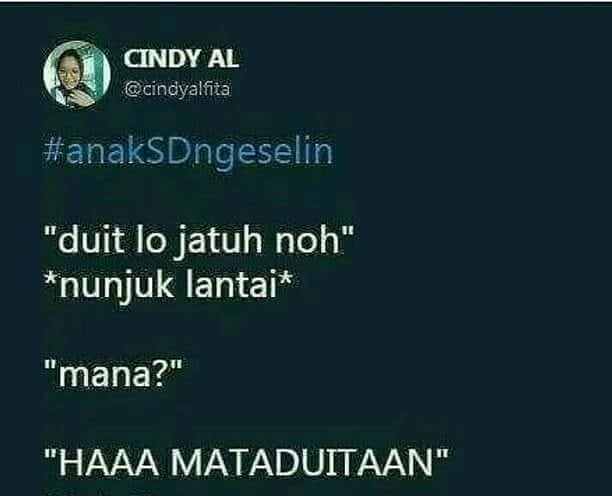 CINDY AL
@cindyalfita
#anakSDngeselin
"duit lo jatuh noh"
*nunjuk lantai*
"mana?"
"HAAA MATADUITAAN"